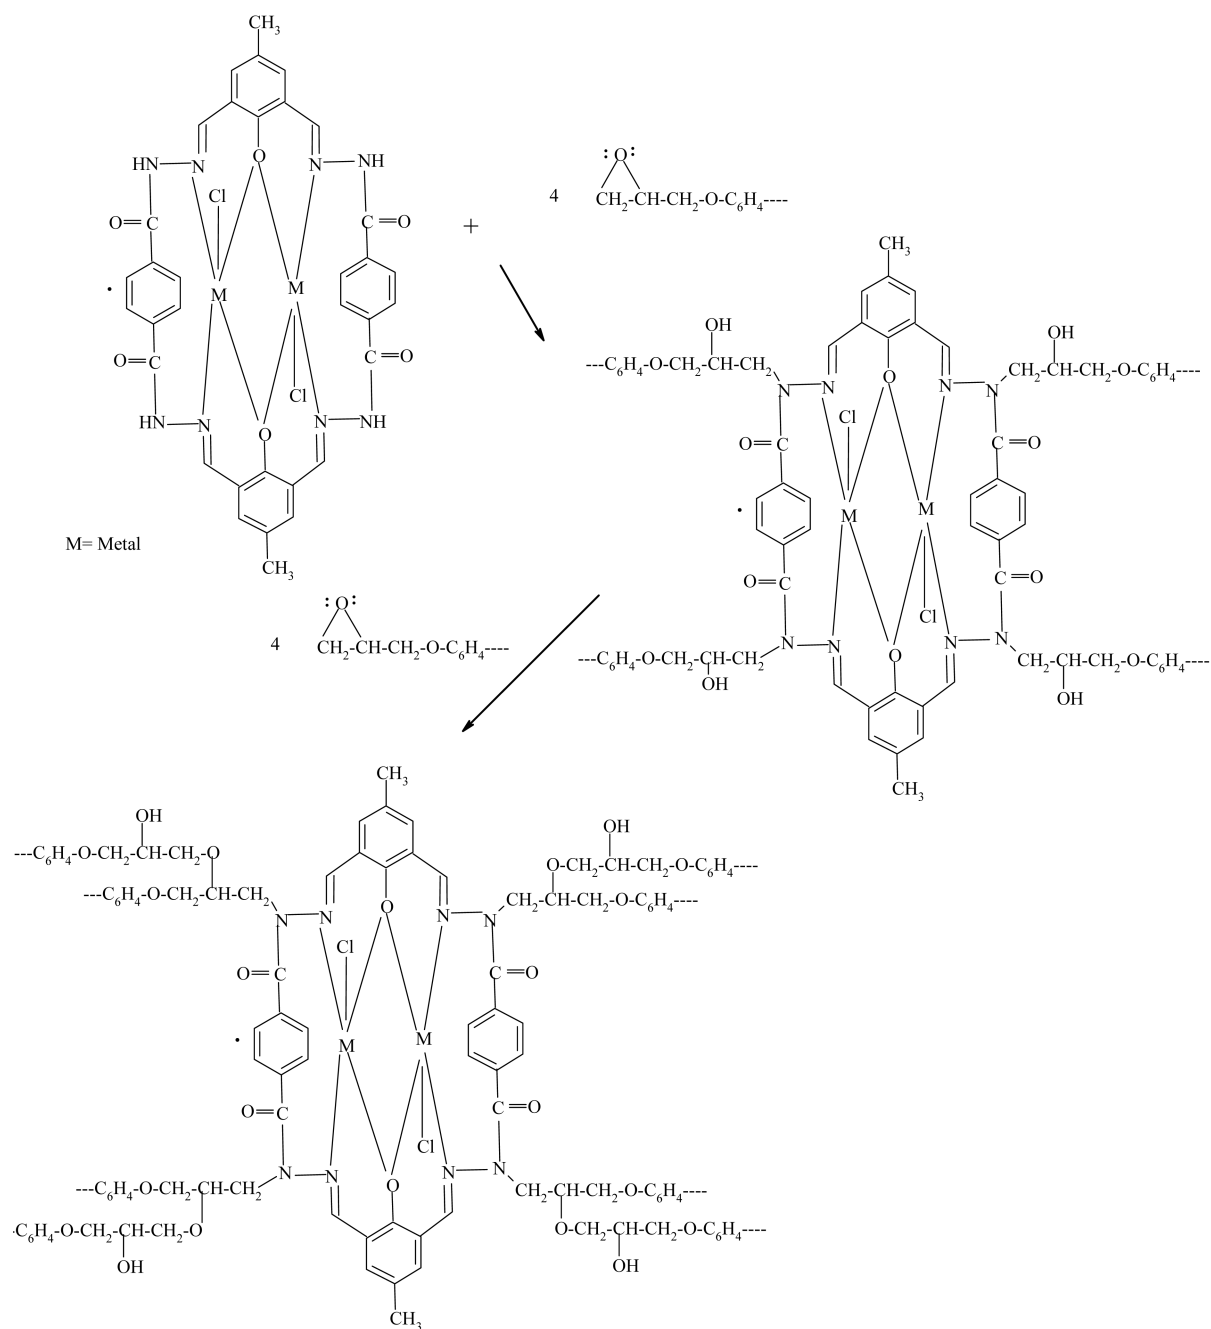 CH3
HN N O N NH
Cl
O=C C=O
M M
O=C C=O
Cl
HN N O N NH
CH3
M= Metal
+
4
:O:
CH2-CH-CH2-O-C6H4----
CH3
OH OH
---C6H4-O-CH2-CH-CH2 CH2-CH-CH2-O-C6H4----
N N O N N
Cl
O=C C=O
M M
O=C C=O
Cl
N N O N N
---C6H4-O-CH2-CH-CH2 CH2-CH-CH2-O-C6H4----
OH OH
CH3
4
:O:
CH2-CH-CH2-O-C6H4----
CH3
OH OH
---C6H4-O-CH2-CH-CH2-O O-CH2-CH-CH2-O-C6H4----
---C6H4-O-CH2-CH-CH2 CH2-CH-CH2-O-C6H4----
N N O N N
Cl
O=C C=O
M M
O=C C=O
Cl
N N O N N
---C6H4-O-CH2-CH-CH2 CH2-CH-CH2-O-C6H4----
C6H4-O-CH2-CH-CH2-O O-CH2-CH-CH2-O-C6H4----
OH OH
CH3